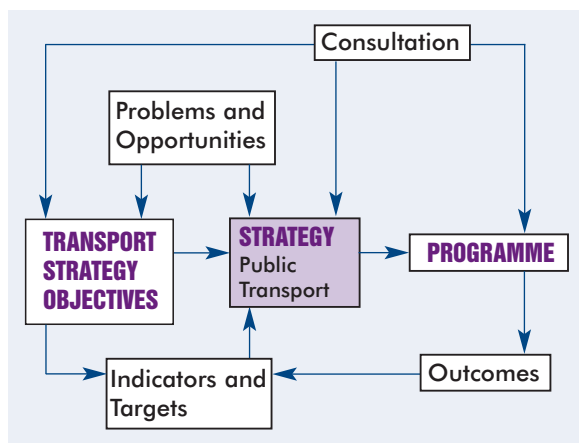 Consultation
Problems and
Opportunities
TRANSPORT
STRATEGY
OBJECTIVES
STRATEGY
Public
Transport
PROGRAMME
Indicators and
Targets
Outcomes